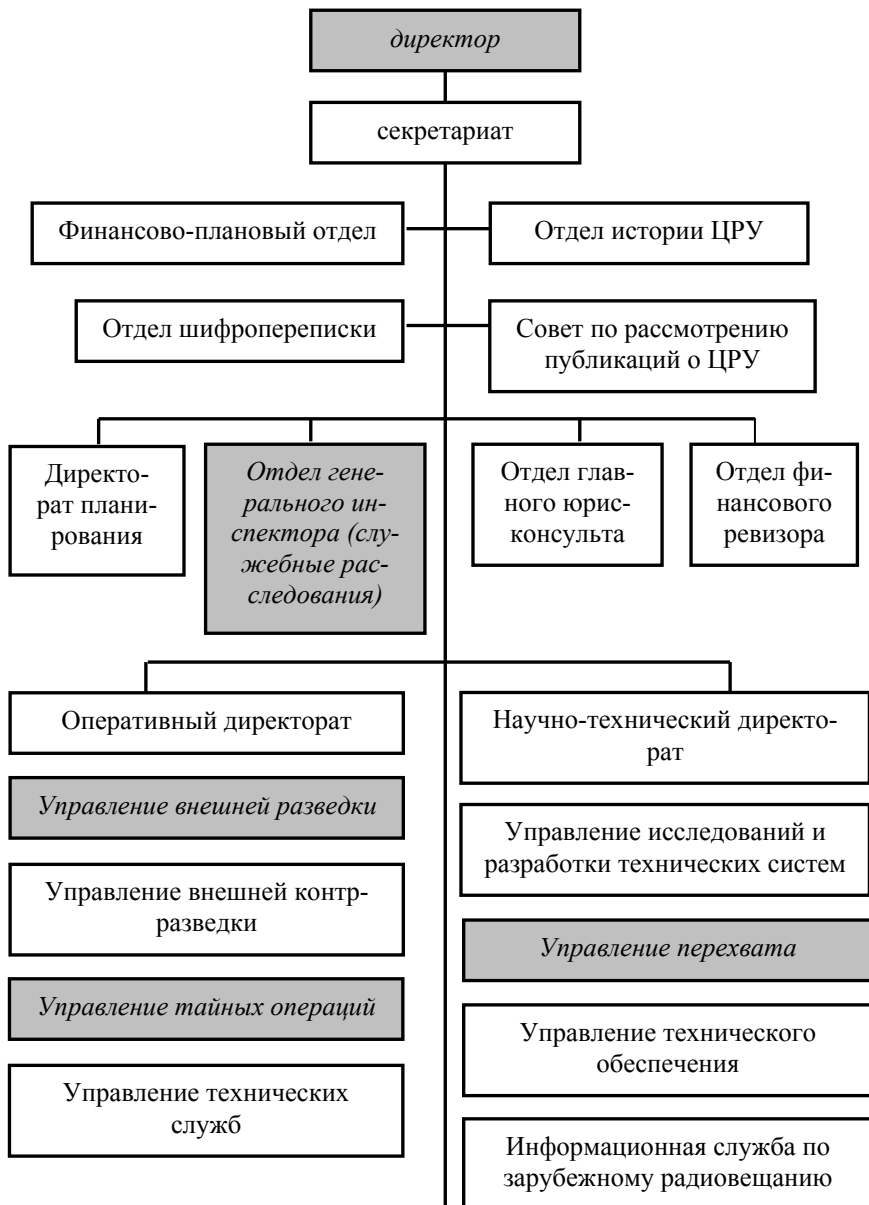 директор
секретариат
Финансово-плановый отдел
Отдел истории ЦРУ
Отдел шифропереписки
Совет по рассмотрению
публикаций о ЦРУ
Директо-
рат плани-
рования
Отдел гене-
рального ин-
спектора (слу-
жебные рас-
следования)
Отдел глав-
ного юрис-
консульта
Отдел фи-
нансового
ревизора
Оперативный директорат
Управление внешней разведки
Управление внешней контр-
разведки
Управление тайных операций
Управление технических
служб
Научно-технический директо-
рат
Управление исследований и
разработки технических систем
Управление перехвата
Управление технического
обеспечения
Информационная служба по
зарубежному радиовещанию